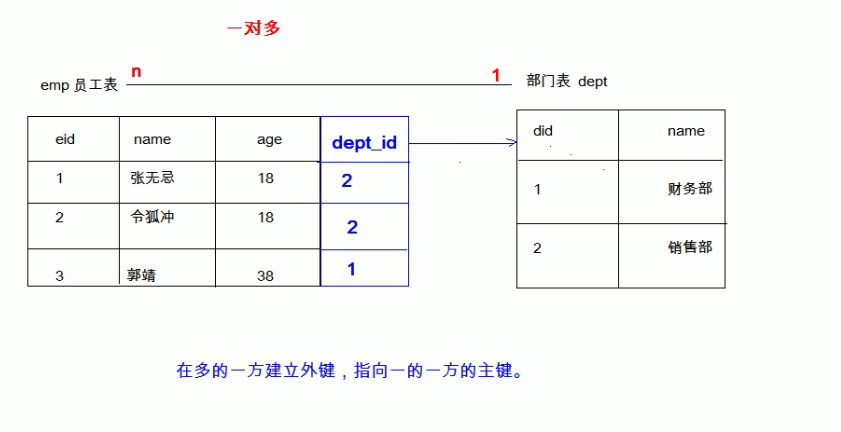 一对多
emp 员工表 n 1 部门表 dept
eid name age dept_id did name
1 张无忌 18 2 1 财务部
2 令狐冲 18 2 2 销售部
3 郭靖 38 1
在多的一方建立外键，指向一的一方的主键。